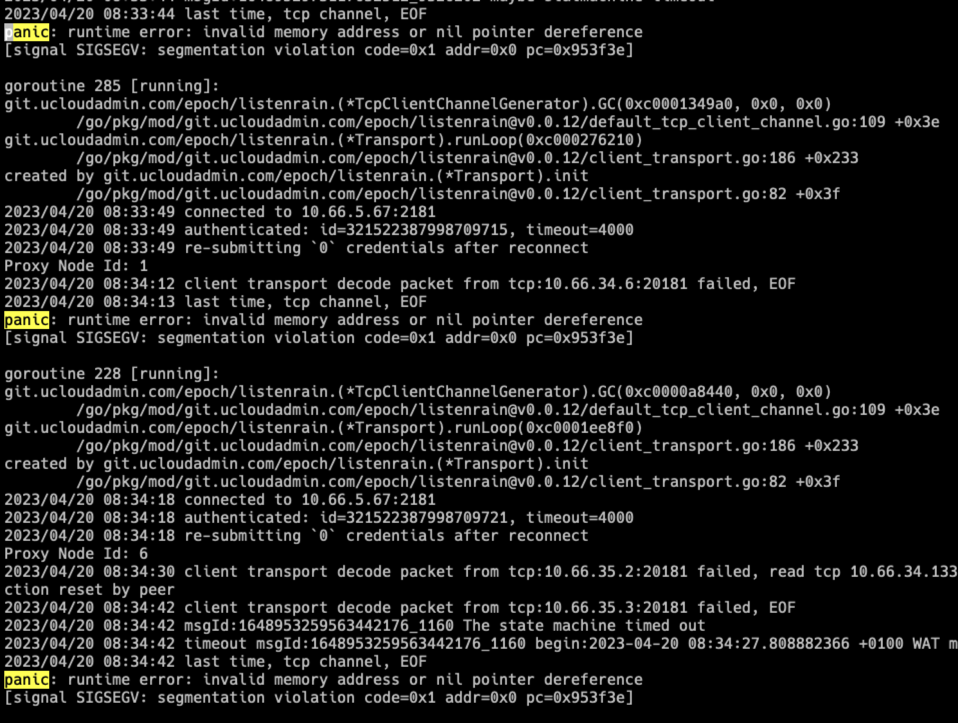 2023/04/20 08:33:44 last time, tcp channel, EOF
panic: runtime error: invalid memory address or nil pointer dereference
[signal SIGSEGV: segmentation violation code=0x1 addr=0x0 pc=0x953f3e]
goroutine 285 [running]:
git.ucloudadmin.com/epoch/listenrain.(*TcpClientChannelGenerator).GC(0xc0001349a0, 0x0, 0x0)
/go/pkg/mod/git.ucloudadmin.com/epoch/listenrain@v0.0.12/default_tcp_client_channel.go:109 +0x3e
git.ucloudadmin.com/epoch/listenrain.(*Transport).runLoop(0xc000276210)
/go/pkg/mod/git.ucloudadmin.com/epoch/listenrain@v0.0.12/client_transport.go:186 +0x233
created by git.ucloudadmin.com/epoch/listenrain.(*Transport).init
/go/pkg/mod/git.ucloudadmin.com/epoch/listenrain@v0.0.12/client_transport.go:82 +0x3f
2023/04/20 08:33:49 connected to 10.66.5.67:2181
2023/04/20 08:33:49 authenticated: id=321522387998709715, timeout=4000
2023/04/20 08:33:49 re-submitting `0` credentials after reconnect
Proxy Node Id: 1
2023/04/20 08:34:12 client transport decode packet from tcp:10.66.34.6:20181 failed, EOF
2023/04/20 08:34:13 last time, tcp channel, EOF
panic: runtime error: invalid memory address or nil pointer dereference
[signal SIGSEGV: segmentation violation code=0x1 addr=0x0 pc=0x953f3e]
goroutine 228 [running]:
git.ucloudadmin.com/epoch/listenrain.(*TcpClientChannelGenerator).GC(0xc0000a8440, 0x0, 0x0)
/go/pkg/mod/git.ucloudadmin.com/epoch/listenrain@v0.0.12/default_tcp_client_channel.go:109 +0x3e
git.ucloudadmin.com/epoch/listenrain.(*Transport).runLoop(0xc0001ee8f0)
/go/pkg/mod/git.ucloudadmin.com/epoch/listenrain@v0.0.12/client_transport.go:186 +0x233
created by git.ucloudadmin.com/epoch/listenrain.(*Transport).init
/go/pkg/mod/git.ucloudadmin.com/epoch/listenrain@v0.0.12/client_transport.go:82 +0x3f
2023/04/20 08:34:18 connected to 10.66.5.67:2181
2023/04/20 08:34:18 authenticated: id=321522387998709721, timeout=4000
2023/04/20 08:34:18 re-submitting `0` credentials after reconnect
Proxy Node Id: 6
2023/04/20 08:34:30 client transport decode packet from tcp:10.66.35.2:20181 failed, read tcp 10.66.34.133
ction reset by peer
2023/04/20 08:34:42 client transport decode packet from tcp:10.66.35.3:20181 failed, EOF
2023/04/20 08:34:42 msgId:1648953259563442176_1160 The state machine timed out
2023/04/20 08:34:42 timeout msgId:1648953259563442176_1160 begin:2023-04-20 08:34:27.808882366 +0100 WAT m
2023/04/20 08:34:42 last time, tcp channel, EOF
panic: runtime error: invalid memory address or nil pointer dereference
[signal SIGSEGV: segmentation violation code=0x1 addr=0x0 pc=0x953f3e]